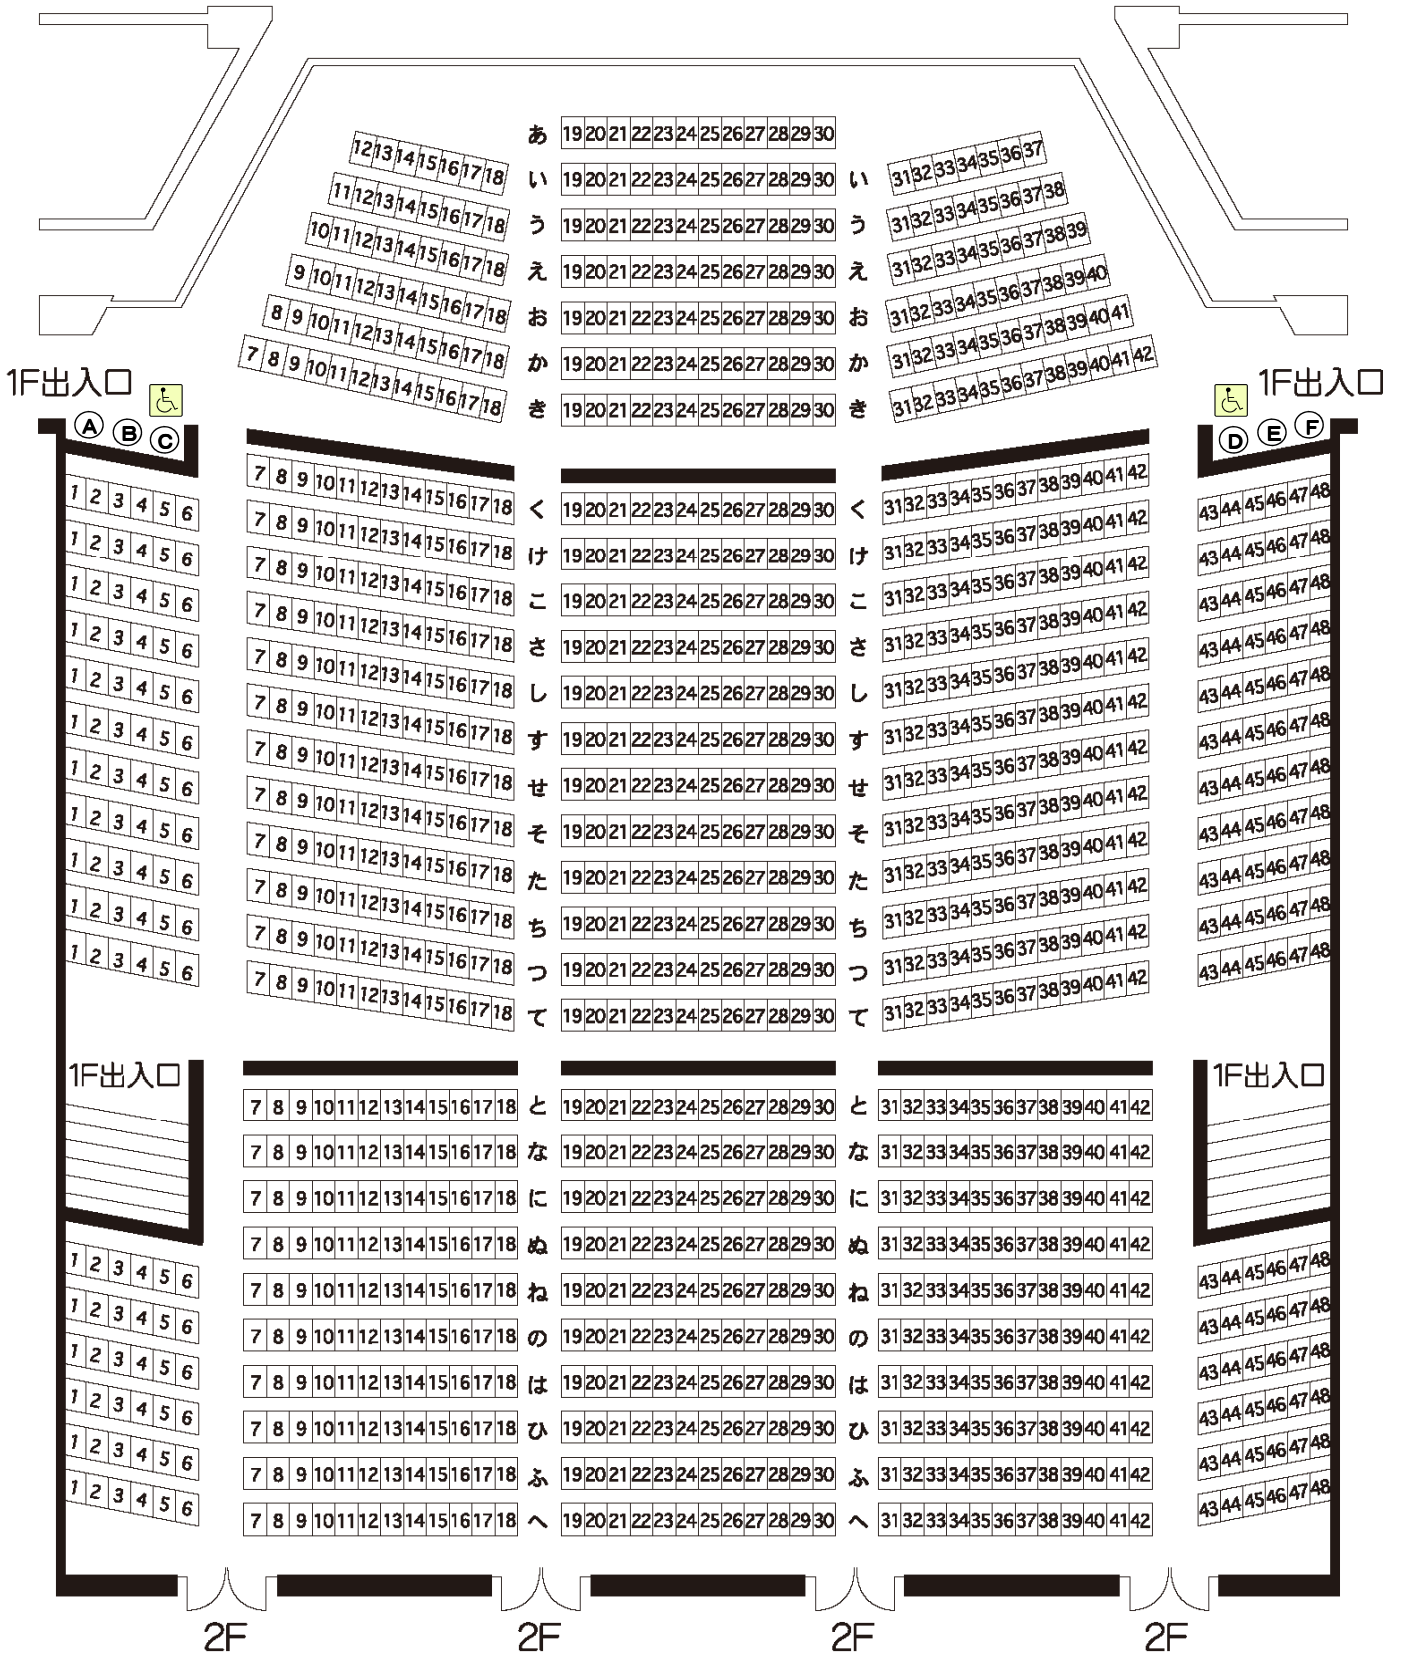 あ 19 20 21 22 23 24 25 26 27 28 29 30
12 13 14 15 16 17 18 い 19 20 21 22 23 24 25 26 27 28 29 30 い 31 32 33 34 35 36 37
11 12 13 14 15 16 17 18 う 19 20 21 22 23 24 25 26 27 28 29 30 う 31 32 33 34 35 36 37 38
10 11 12 13 14 15 16 17 18 え 19 20 21 22 23 24 25 26 27 28 29 30 え 31 32 33 34 35 36 37 38 39
9 10 11 12 13 14 15 16 17 18 お 19 20 21 22 23 24 25 26 27 28 29 30 お 31 32 33 34 35 36 37 38 39 40
8 9 10 11 12 13 14 15 16 17 18 か 19 20 21 22 23 24 25 26 27 28 29 30 か 31 32 33 34 35 36 37 38 39 40 41
7 8 9 10 11 12 13 14 15 16 17 18 き 19 20 21 22 23 24 25 26 27 28 29 30 き 31 32 33 34 35 36 37 38 39 40 41 42
1F出入口 1F出入口
A B C D E F
1 2 3 4 5 6 7 8 9 10 11 12 13 14 15 16 17 18 く 19 20 21 22 23 24 25 26 27 28 29 30 く 31 32 33 34 35 36 37 38 39 40 41 42 43 44 45 46 47 48
1 2 3 4 5 6 7 8 9 10 11 12 13 14 15 16 17 18 け 19 20 21 22 23 24 25 26 27 28 29 30 け 31 32 33 34 35 36 37 38 39 40 41 42 43 44 45 46 47 48
1 2 3 4 5 6 7 8 9 10 11 12 13 14 15 16 17 18 こ 19 20 21 22 23 24 25 26 27 28 29 30 こ 31 32 33 34 35 36 37 38 39 40 41 42 43 44 45 46 47 48
1 2 3 4 5 6 7 8 9 10 11 12 13 14 15 16 17 18 さ 19 20 21 22 23 24 25 26 27 28 29 30 さ 31 32 33 34 35 36 37 38 39 40 41 42 43 44 45 46 47 48
1 2 3 4 5 6 7 8 9 10 11 12 13 14 15 16 17 18 し 19 20 21 22 23 24 25 26 27 28 29 30 し 31 32 33 34 35 36 37 38 39 40 41 42 43 44 45 46 47 48
1 2 3 4 5 6 7 8 9 10 11 12 13 14 15 16 17 18 す 19 20 21 22 23 24 25 26 27 28 29 30 す 31 32 33 34 35 36 37 38 39 40 41 42 43 44 45 46 47 48
1 2 3 4 5 6 7 8 9 10 11 12 13 14 15 16 17 18 せ 19 20 21 22 23 24 25 26 27 28 29 30 せ 31 32 33 34 35 36 37 38 39 40 41 42 43 44 45 46 47 48
1 2 3 4 5 6 7 8 9 10 11 12 13 14 15 16 17 18 そ 19 20 21 22 23 24 25 26 27 28 29 30 そ 31 32 33 34 35 36 37 38 39 40 41 42 43 44 45 46 47 48
1 2 3 4 5 6 7 8 9 10 11 12 13 14 15 16 17 18 た 19 20 21 22 23 24 25 26 27 28 29 30 た 31 32 33 34 35 36 37 38 39 40 41 42 43 44 45 46 47 48
1 2 3 4 5 6 7 8 9 10 11 12 13 14 15 16 17 18 ち 19 20 21 22 23 24 25 26 27 28 29 30 ち 31 32 33 34 35 36 37 38 39 40 41 42 43 44 45 46 47 48
1 2 3 4 5 6 7 8 9 10 11 12 13 14 15 16 17 18 つ 19 20 21 22 23 24 25 26 27 28 29 30 つ 31 32 33 34 35 36 37 38 39 40 41 42 43 44 45 46 47 48
7 8 9 10 11 12 13 14 15 16 17 18 て 19 20 21 22 23 24 25 26 27 28 29 30 て 31 32 33 34 35 36 37 38 39 40 41 42
1F出入口 1F出入口
7 8 9 10 11 12 13 14 15 16 17 18 と 19 20 21 22 23 24 25 26 27 28 29 30 と 31 32 33 34 35 36 37 38 39 40 41 42
7 8 9 10 11 12 13 14 15 16 17 18 な 19 20 21 22 23 24 25 26 27 28 29 30 な 31 32 33 34 35 36 37 38 39 40 41 42
7 8 9 10 11 12 13 14 15 16 17 18 に 19 20 21 22 23 24 25 26 27 28 29 30 に 31 32 33 34 35 36 37 38 39 40 41 42
7 8 9 10 11 12 13 14 15 16 17 18 ぬ 19 20 21 22 23 24 25 26 27 28 29 30 ぬ 31 32 33 34 35 36 37 38 39 40 41 42
1 2 3 4 5 6 7 8 9 10 11 12 13 14 15 16 17 18 ね 19 20 21 22 23 24 25 26 27 28 29 30 ね 31 32 33 34 35 36 37 38 39 40 41 42 43 44 45 46 47 48
1 2 3 4 5 6 7 8 9 10 11 12 13 14 15 16 17 18 の 19 20 21 22 23 24 25 26 27 28 29 30 の 31 32 33 34 35 36 37 38 39 40 41 42 43 44 45 46 47 48
1 2 3 4 5 6 7 8 9 10 11 12 13 14 15 16 17 18 は 19 20 21 22 23 24 25 26 27 28 29 30 は 31 32 33 34 35 36 37 38 39 40 41 42 43 44 45 46 47 48
1 2 3 4 5 6 7 8 9 10 11 12 13 14 15 16 17 18 ひ 19 20 21 22 23 24 25 26 27 28 29 30 ひ 31 32 33 34 35 36 37 38 39 40 41 42 43 44 45 46 47 48
1 2 3 4 5 6 7 8 9 10 11 12 13 14 15 16 17 18 ふ 19 20 21 22 23 24 25 26 27 28 29 30 ふ 31 32 33 34 35 36 37 38 39 40 41 42 43 44 45 46 47 48
1 2 3 4 5 6 7 8 9 10 11 12 13 14 15 16 17 18 へ 19 20 21 22 23 24 25 26 27 28 29 30 へ 31 32 33 34 35 36 37 38 39 40 41 42 43 44 45 46 47 48
2F 2F 2F 2F